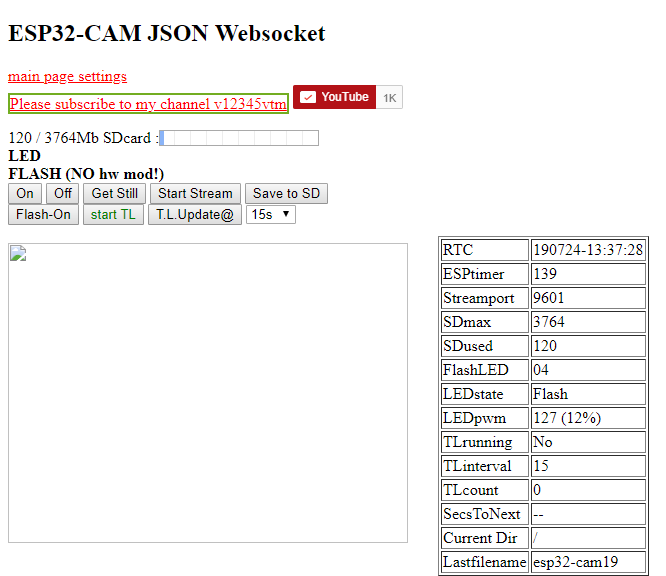 ESP32-CAM JSON Websocket
main page settings
Please subscribe to my channel v12345vtm YouTube 1K
120 / 3764Mb SDcard :
LED
FLASH (NO hw mod!)
On Off Get Still Start Stream Save to SD
Flash-On start TL T.L.Update@ 15s
RTC 190724-13:37:28
ESPtimer 139
Streamport 9601
SDmax 3764
SDused 120
FlashLED 04
LEDstate Flash
LEDpwm 127 (12%)
TLrunning No
TLinterval 15
TLcount 0
SecsToNext --
Current Dir /
Lastfilename esp32-cam19